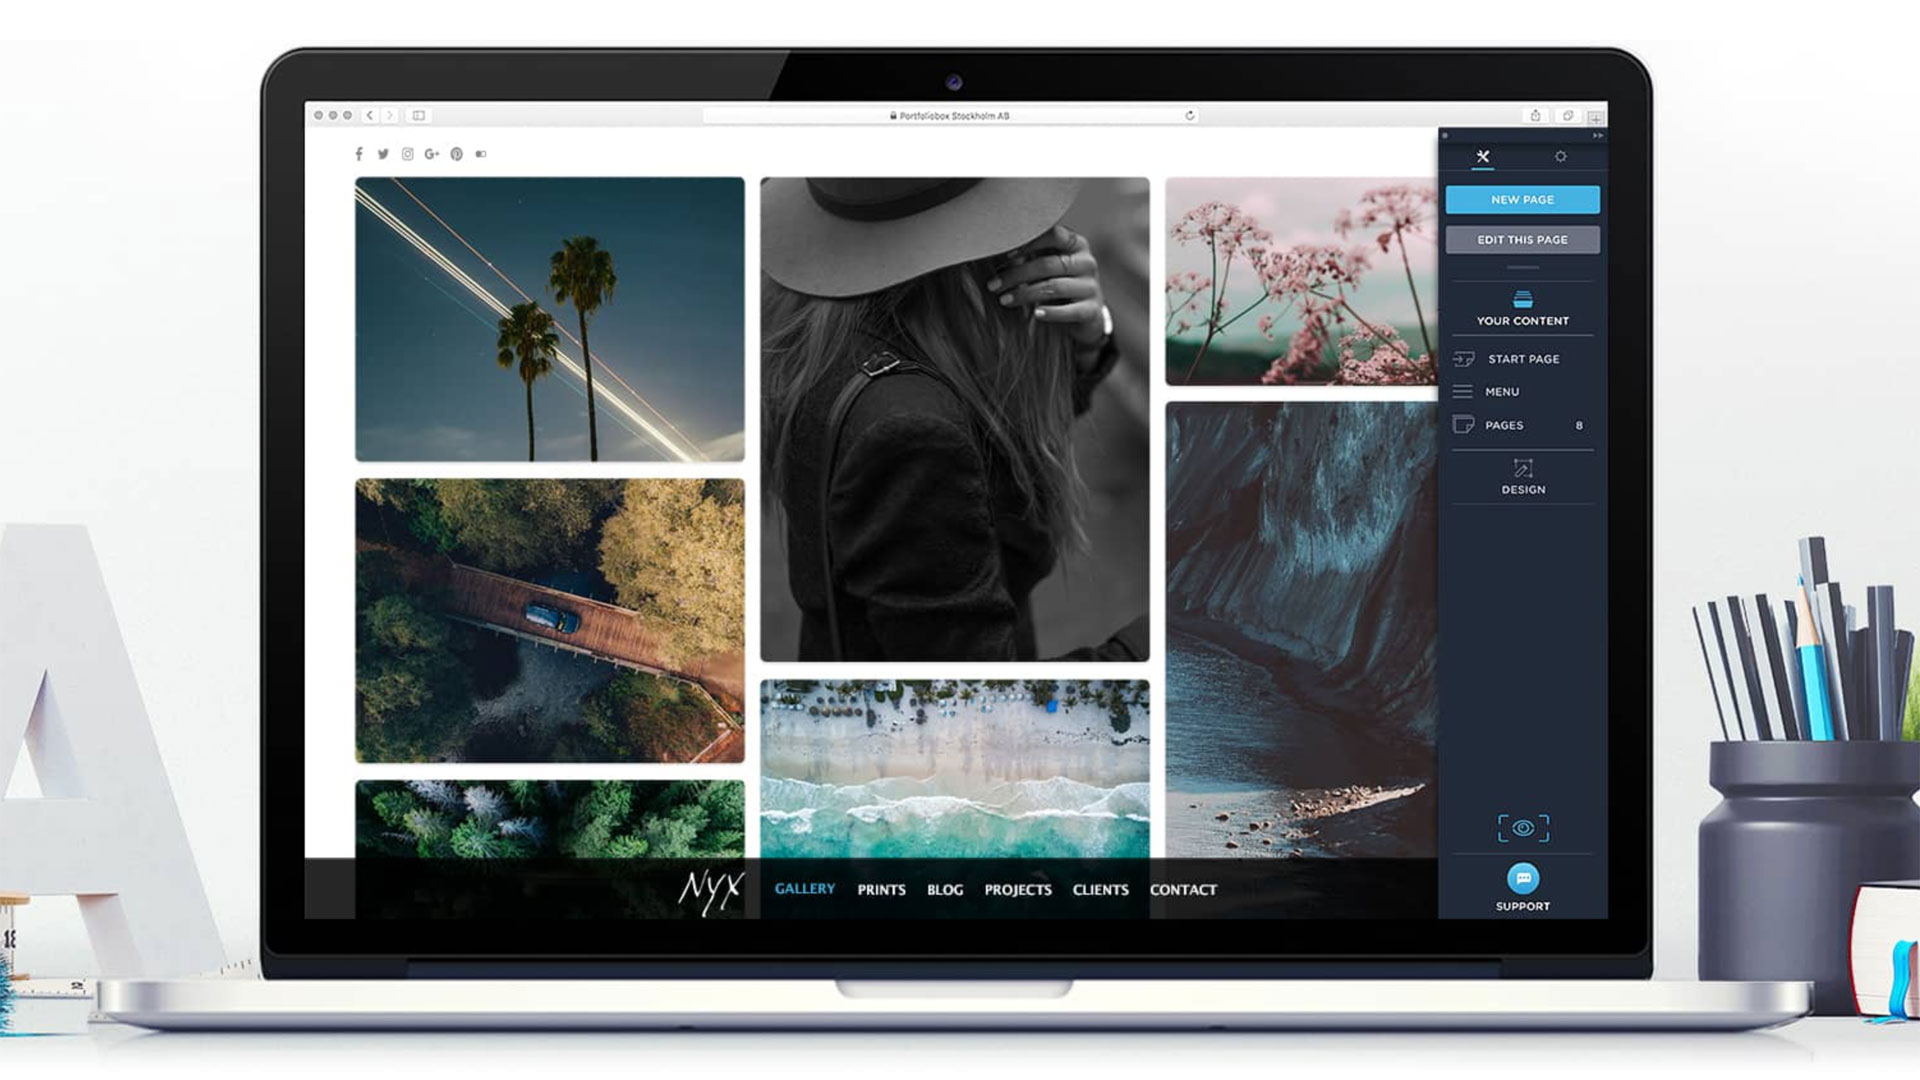 Portfoliobox Stockholm AB
NEW PAGE
EDIT THIS PAGE
YOUR CONTENT
START PAGE
MENU
PAGES 8
DESIGN
SUPPORT
Nyx GALLERY PRINTS BLOG PROJECTS CLIENTS CONTACT
A
18